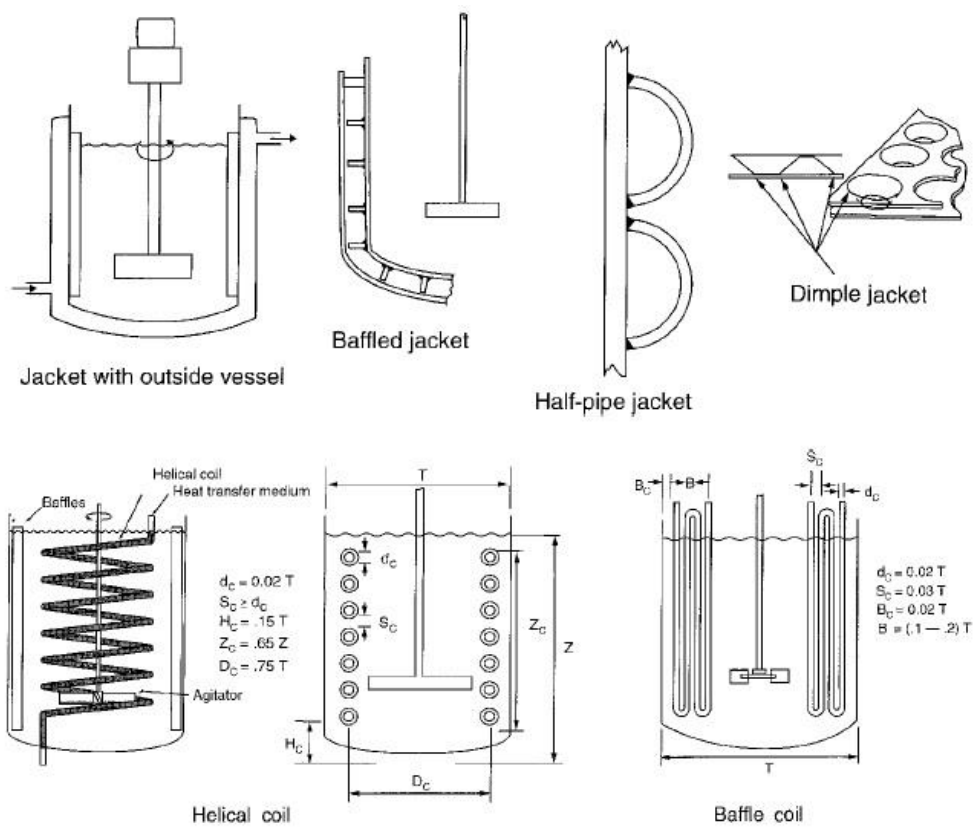 Jacket with outside vessel
Baffled jacket
Half-pipe jacket
Dimple jacket
Helical coil
Heat transfer medium
Baffles
d_C = 0.02 T
S_C ≥ d_C
H_C = .15 T
Z_C = .65 Z
D_C = .75 T
Agitator
T
d_C
S_C
Z_C
Z
H_C
D_C
Helical coil
S_C
B_C
B
d_C
d_C = 0.02 T
S_C = 0.03 T
B_C = 0.02 T
B = (.1 — .2) T
T
Baffle coil